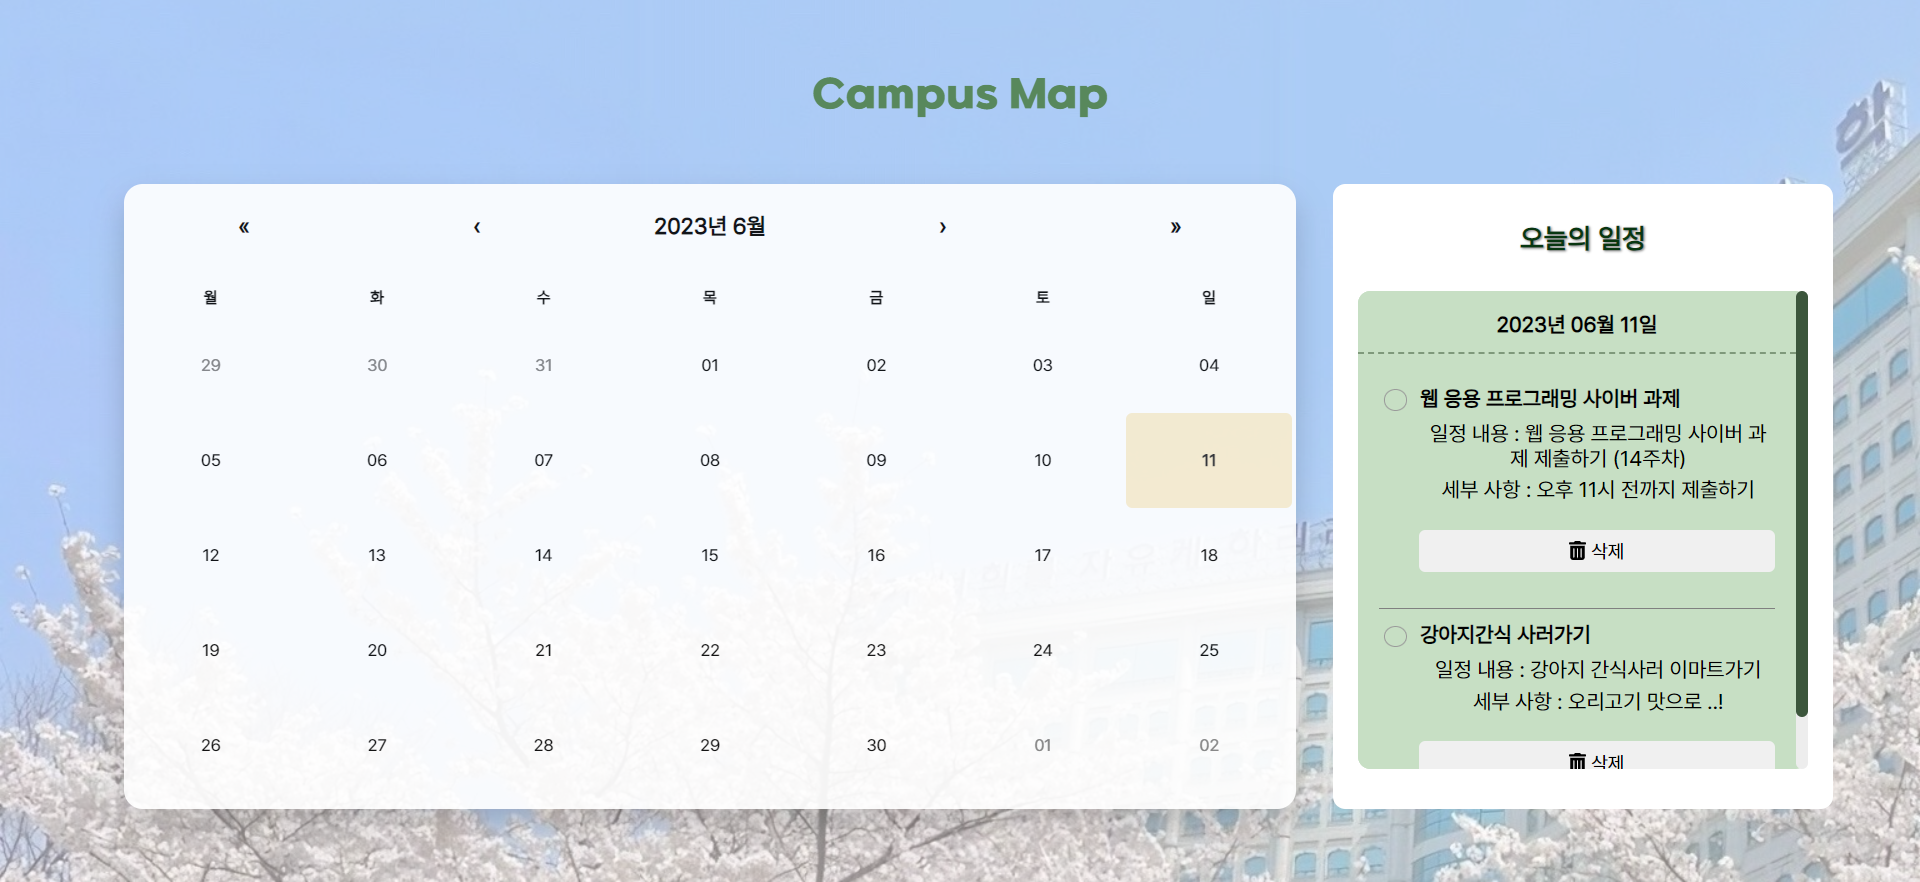 Campus Map
« ‹ 2023년 6월 › »
월 화 수 목 금 토 일
29 30 31 01 02 03 04
05 06 07 08 09 10 11
12 13 14 15 16 17 18
19 20 21 22 23 24 25
26 27 28 29 30 01 02
오늘의 일정
2023년 06월 11일
웹 응용 프로그래밍 사이버 과제
일정 내용 : 웹 응용 프로그래밍 사이버 과
제 제출하기 (14주차)
세부 사항 : 오후 11시 전까지 제출하기
삭제
강아지간식 사러가기
일정 내용 : 강아지 간식사러 이마트가기
세부 사항 : 오리고기 맛으로 ..!
삭제
학
자유케 하리